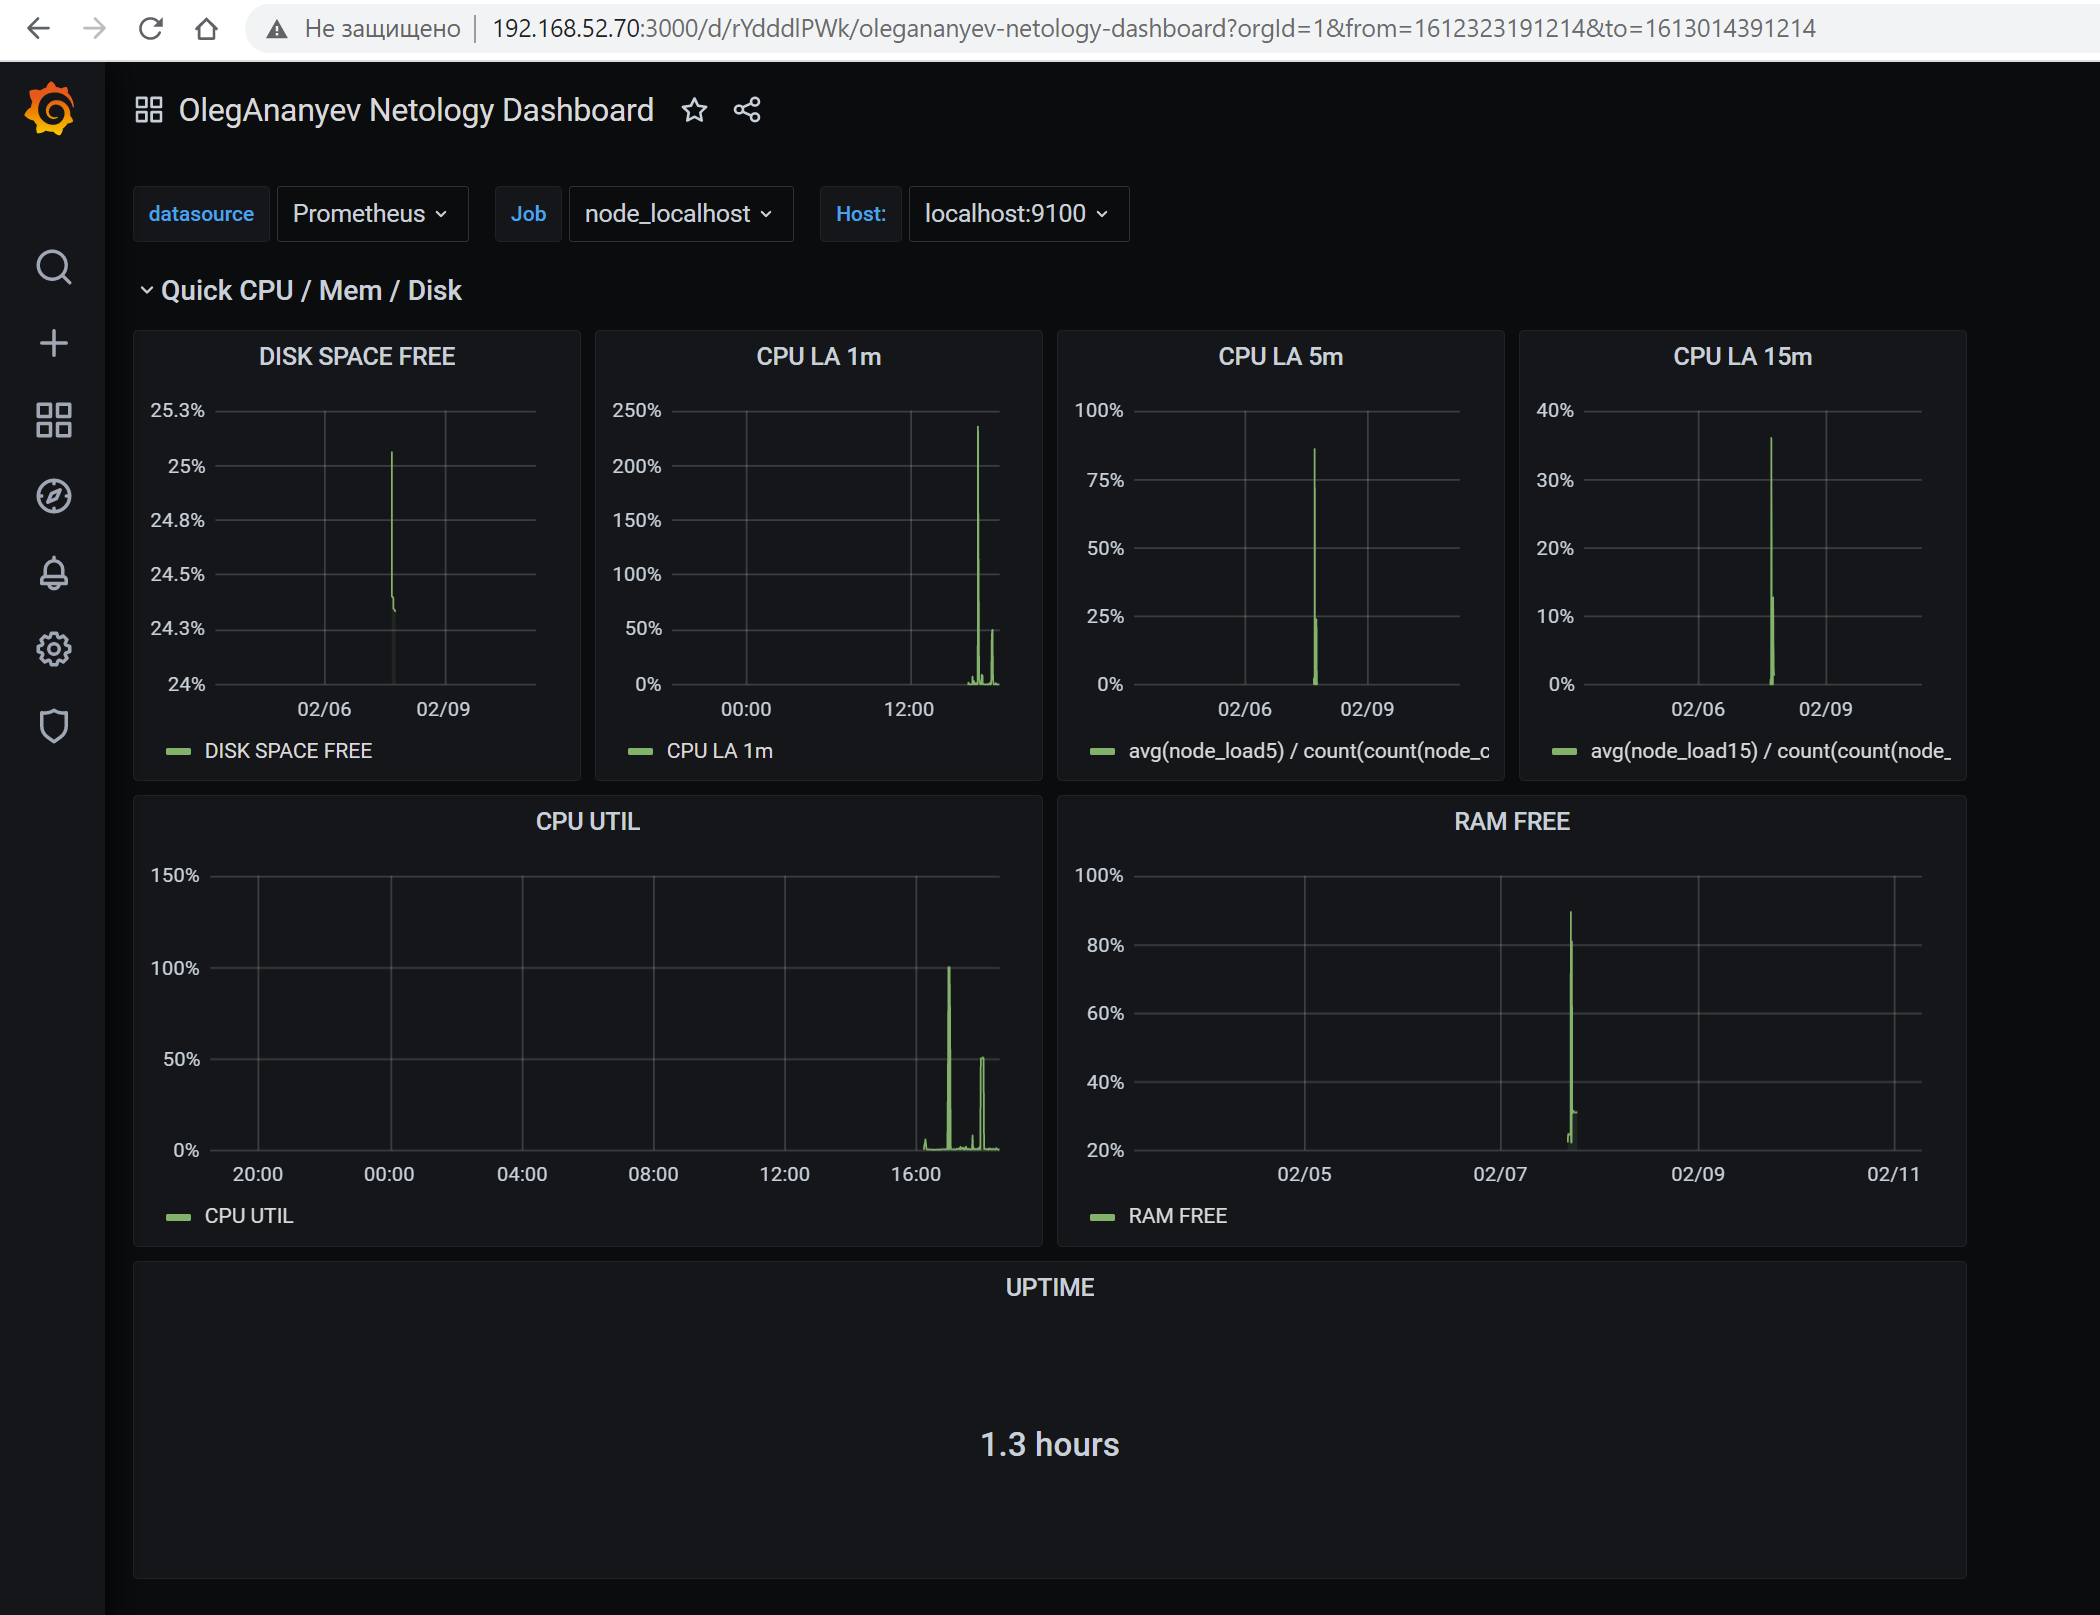 Не защищено 192.168.52.70:3000/d/rYdddlPWk/olegananyev-netology-dashboard?orgId=1&from=1612323191214&to=1613014391214
OlegAnanyev Netology Dashboard
datasource Prometheus Job node_localhost Host: localhost:9100
Quick CPU / Mem / Disk
DISK SPACE FREE
25.3%
25%
24.8%
24.5%
24.3%
24%
02/06 02/09
DISK SPACE FREE
CPU LA 1m
250%
200%
150%
100%
50%
0%
00:00 12:00
CPU LA 1m
CPU LA 5m
100%
75%
50%
25%
0%
02/06 02/09
avg(node_load5) / count(count(node_c
CPU LA 15m
40%
30%
20%
10%
0%
02/06 02/09
avg(node_load15) / count(count(node_
CPU UTIL
150%
100%
50%
0%
20:00 00:00 04:00 08:00 12:00 16:00
CPU UTIL
RAM FREE
100%
80%
60%
40%
20%
02/05 02/07 02/09 02/11
RAM FREE
UPTIME
1.3 hours